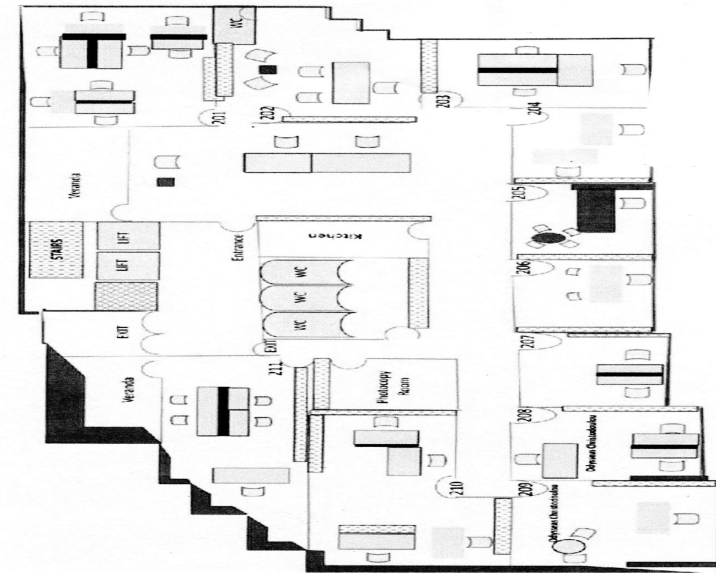 WC
201
202
203
204
Veranda
205
STAIRS
LIFT
LIFT
Entrance
Kitchen
206
WC
WC
WC
EXIT
EXIT
207
211
Veranda
Photocopy
Room
208
210
209